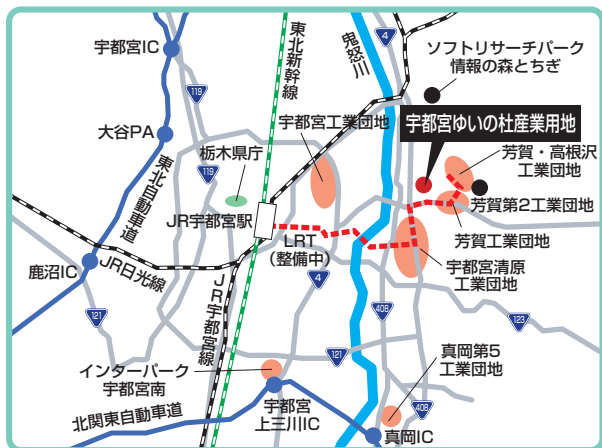 宇都宮IC
119
東北新幹線
4
鬼怒川
ソフトリサーチパーク
情報の森とちぎ
大谷PA
119
宇都宮工業団地
宇都宮ゆいの杜産業用地
東北自動車道
栃木県庁
芳賀・高根沢
工業団地
芳賀第2工業団地
JR宇都宮駅
LRT
(整備中)
芳賀工業団地
宇都宮清原
工業団地
鹿沼IC
JR日光線
JR宇都宮線
4
121
408
123
121
インターパーク
宇都宮南
真岡第5
工業団地
北関東自動車道
宇都宮
上三川IC
408
真岡IC